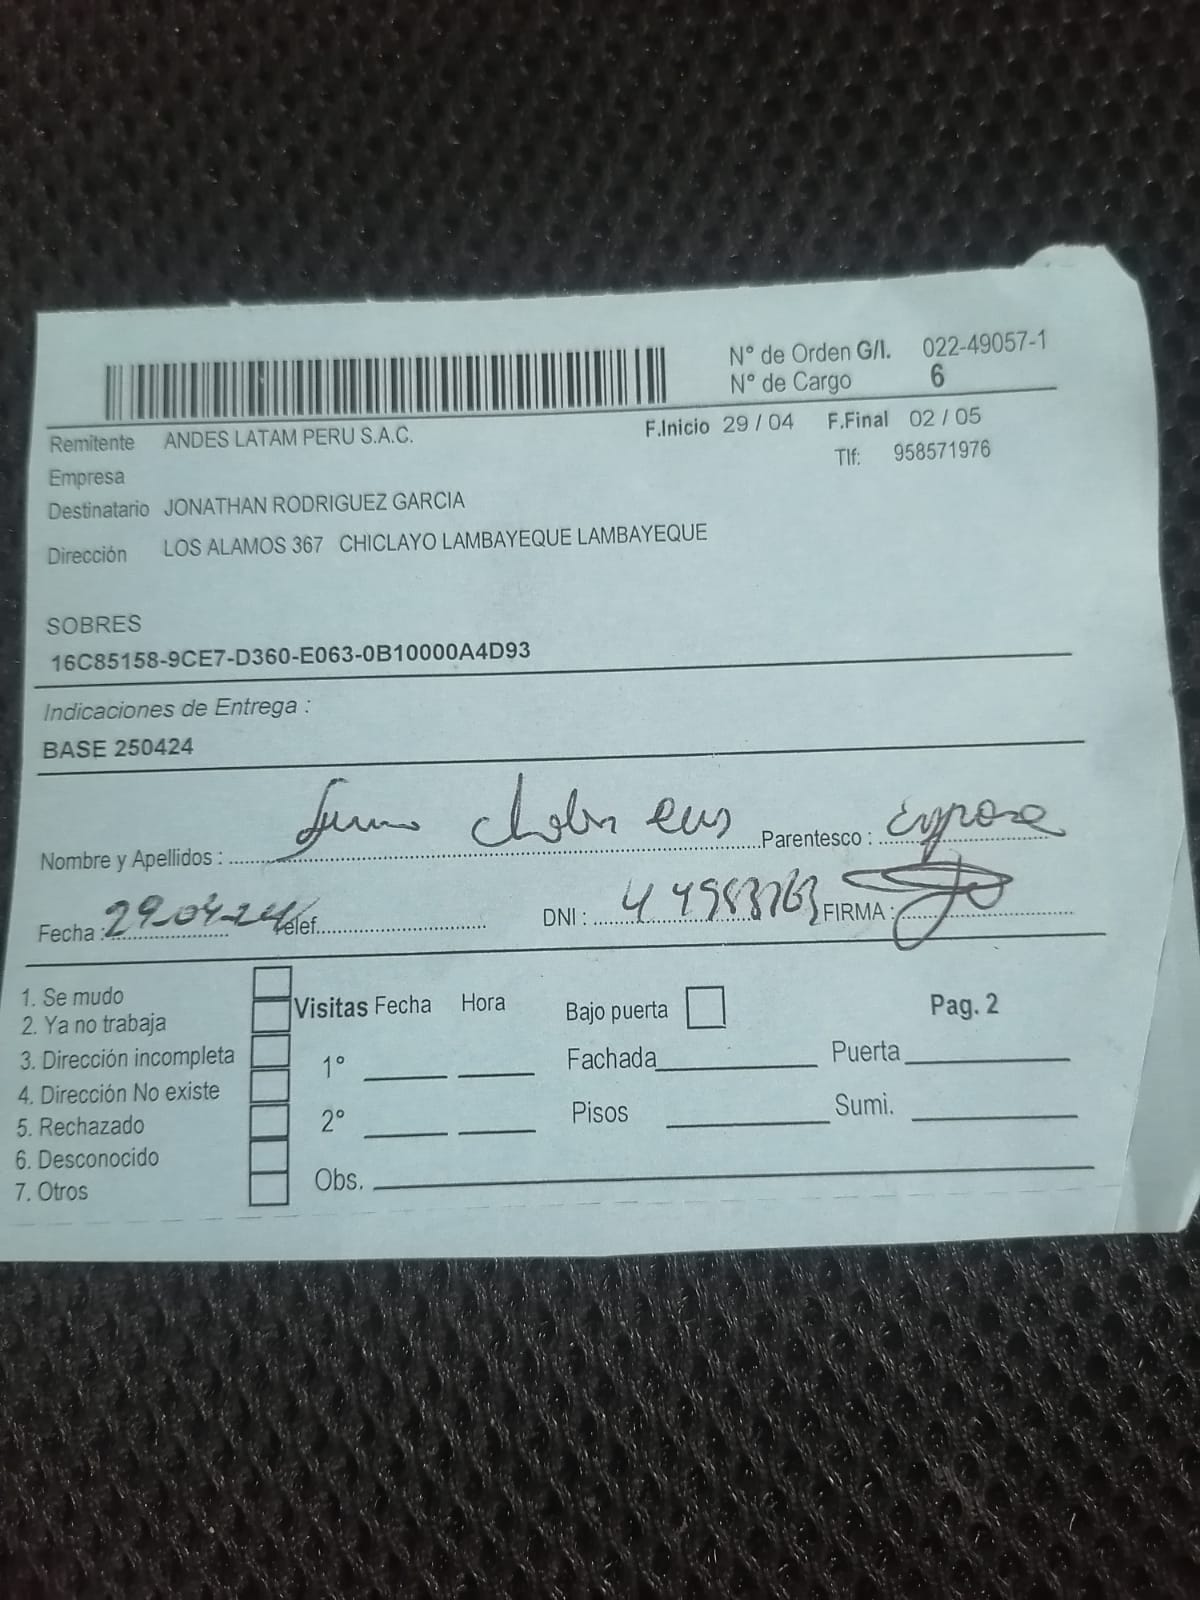 N° de Orden G/I. 022-49057-1
N° de Cargo 6
Remitente ANDES LATAM PERU S.A.C. F.Inicio 29 / 04 F.Final 02 / 05
Empresa Tlf: 958571976
Destinatario JONATHAN RODRIGUEZ GARCIA
Dirección LOS ALAMOS 367 CHICLAYO LAMBAYEQUE LAMBAYEQUE
SOBRES
16C85158-9CE7-D360-E063-0B10000A4D93
Indicaciones de Entrega :
BASE 250424
Nombre y Apellidos : Parentesco : Esposa
Fecha : 29-04-24 Telef. DNI : FIRMA :
1. Se mudo
2. Ya no trabaja
3. Dirección incompleta
4. Dirección No existe
5. Rechazado
6. Desconocido
7. Otros
Visitas Fecha Hora
1°
2°
Obs.
Bajo puerta
Fachada Puerta
Pisos Sumi.
Pag. 2